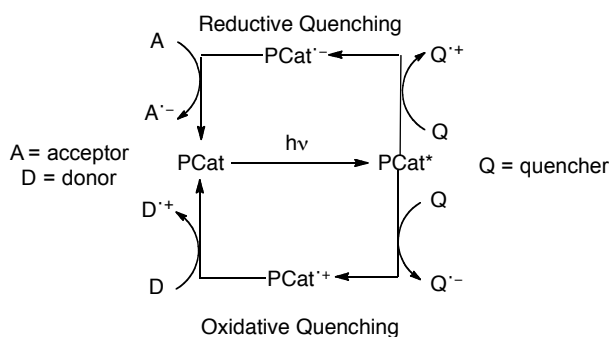 Reductive Quenching
A
PCat·−
Q·+
A·−
Q
A = acceptor
D = donor
PCat
hν
PCat*
Q = quencher
D·+
Q
D
PCat·+
Q·−
Oxidative Quenching